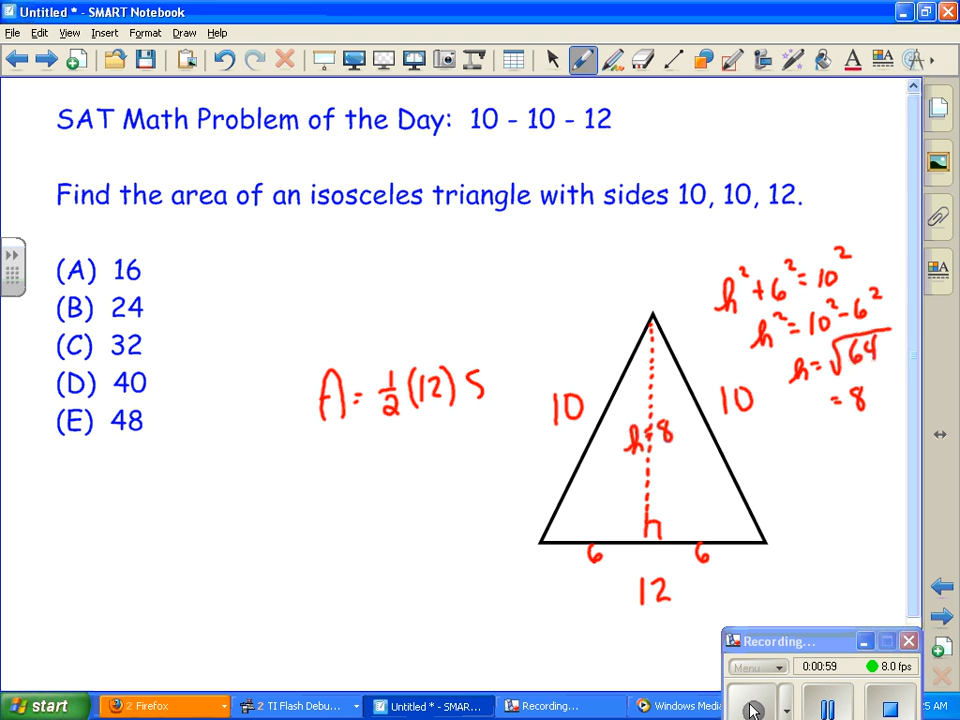 Untitled * - SMART Notebook
File Edit View Insert Format Draw Help
SAT Math Problem of the Day: 10 - 10 - 12
Find the area of an isosceles triangle with sides 10, 10, 12.
(A) 16
(B) 24
(C) 32
(D) 40
(E) 48
A = 1/2 (12)
h² + 6² = 10²
h² = 10² - 6²
h = √64
= 8
10
10
h = 8
6
6
12
Recording...
Menu
0:00:59
8.0 fps
start
2 Firefox
2 TI Flash Debu...
Untitled * - SMAR...
Recording...
Windows Media
5 AM